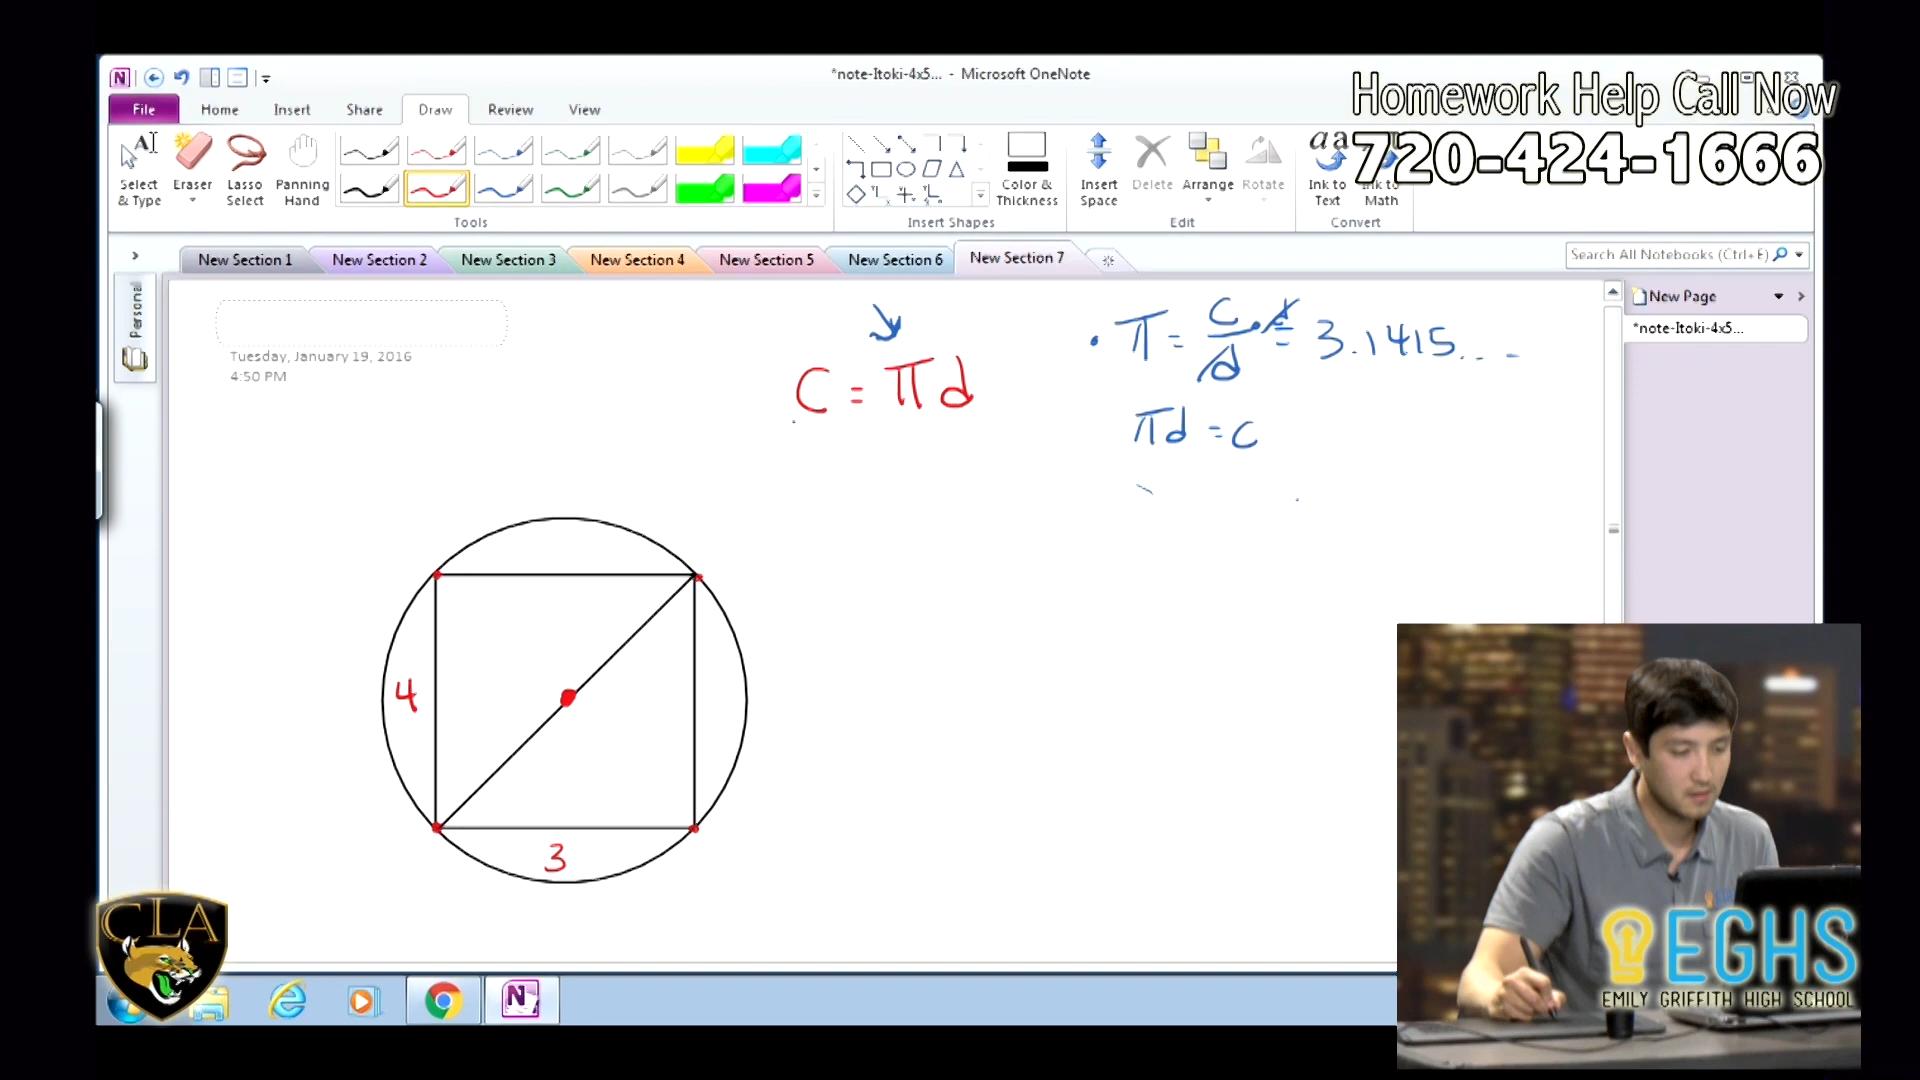 *note-Itoki-4x5... - Microsoft OneNote
Homework Help Call Now
720-424-1666
File Home Insert Share Draw Review View
Select & Type
Eraser
Lasso Select
Panning Hand
Color & Thickness
Insert Space
Delete
Arrange
Rotate
Ink to Text
Ink to Math
Tools
Insert Shapes
Edit
Convert
New Section 1 New Section 2 New Section 3 New Section 4 New Section 5 New Section 6 New Section 7
Search All Notebooks (Ctrl+E)
Personal
New Page
*note-Itoki-4x5...
Tuesday, January 19, 2016
4:50 PM
C = πd
π = C/d · d = 3.1415...
πd = C
4
3
CLA
EGHS
EMILY GRIFFITH HIGH SCHOOL